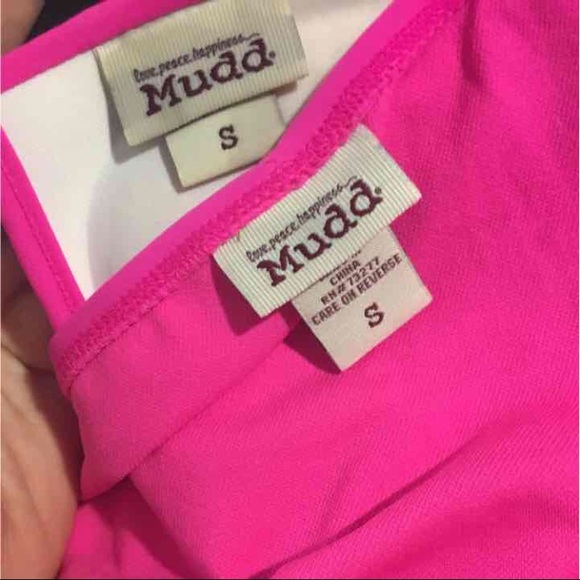 love.peace.happiness
Mudd
S
love.peace.happiness
Mudd
CHINA
RN# 73277
CARE ON REVERSE
S